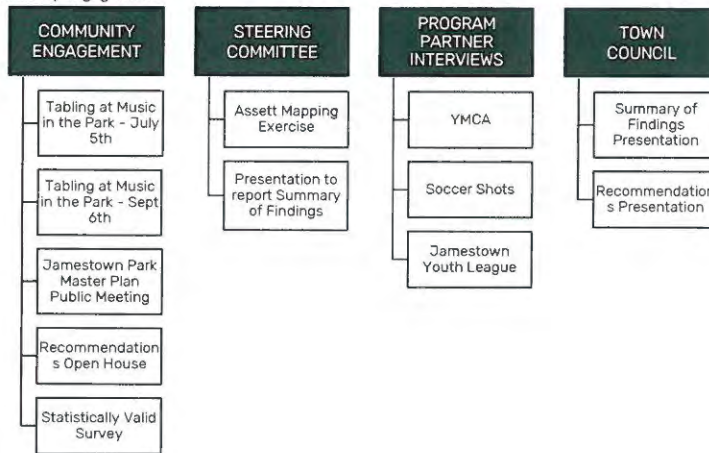 COMMUNITY
ENGAGEMENT
Tabling at Music
in the Park - July
5th
Tabling at Music
in the Park - Sept
6th
Jamestown Park
Master Plan
Public Meeting
Recommendation
s Open House
Statistically Valid
Survey
STEERING
COMMITTEE
Assett Mapping
Exercise
Presentation to
report Summary
of Findings
PROGRAM
PARTNER
INTERVIEWS
YMCA
Soccer Shots
Jamestown
Youth League
TOWN
COUNCIL
Summary of
Findings
Presentation
Recommendation
s Presentation